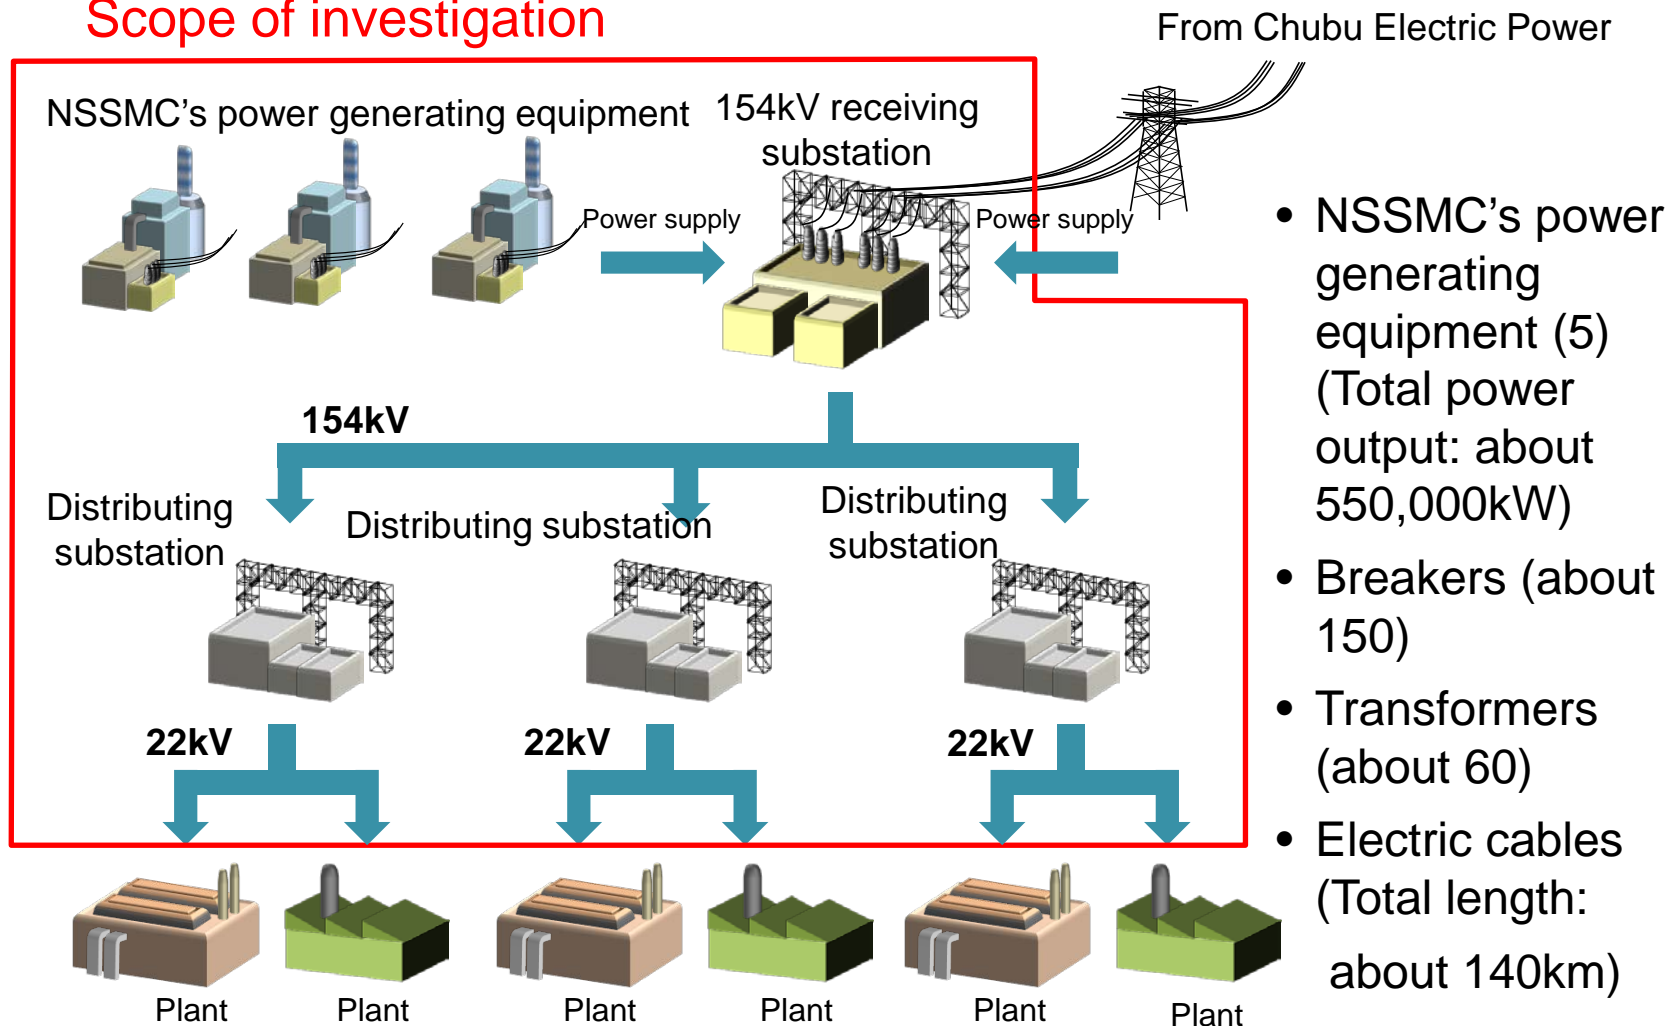 Scope of investigation
From Chubu Electric Power
NSSMC’s power generating equipment
154kV receiving
substation
Power supply
Power supply
154kV
Distributing
substation
Distributing substation
Distributing
substation
22kV
22kV
22kV
Plant
Plant
Plant
Plant
Plant
Plant
• NSSMC’s power
generating
equipment (5)
(Total power
output: about
550,000kW)
• Breakers (about
150)
• Transformers
(about 60)
• Electric cables
(Total length:
about 140km)